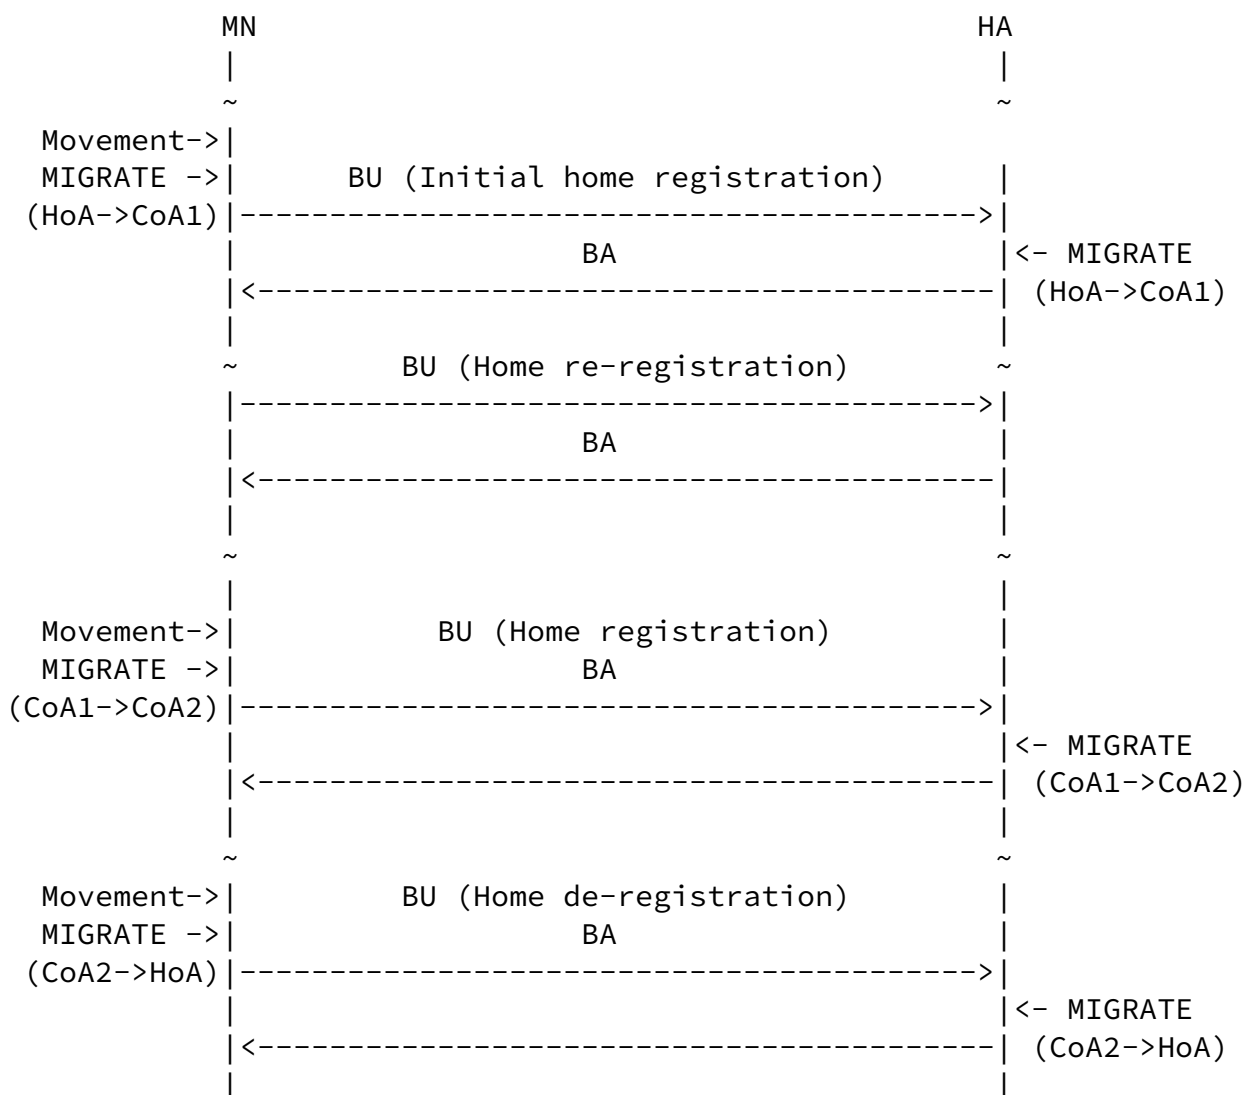 MN HA
| |
~ ~
Movement->|
MIGRATE ->| BU (Initial home registration) |
(HoA->CoA1)|----------------------------------------->|
| BA |<- MIGRATE
|<-----------------------------------------| (HoA->CoA1)
| |
~ BU (Home re-registration) ~
|----------------------------------------->|
| BA |
|<-----------------------------------------|
| |
~ ~
| |
Movement->| BU (Home registration) |
MIGRATE ->| BA |
(CoA1->CoA2)|----------------------------------------->|
| |<- MIGRATE
|<-----------------------------------------| (CoA1->CoA2)
| |
~ ~
Movement->| BU (Home de-registration) |
MIGRATE ->| BA |
(CoA2->HoA)|----------------------------------------->|
| |<- MIGRATE
|<-----------------------------------------| (CoA2->HoA)
| |